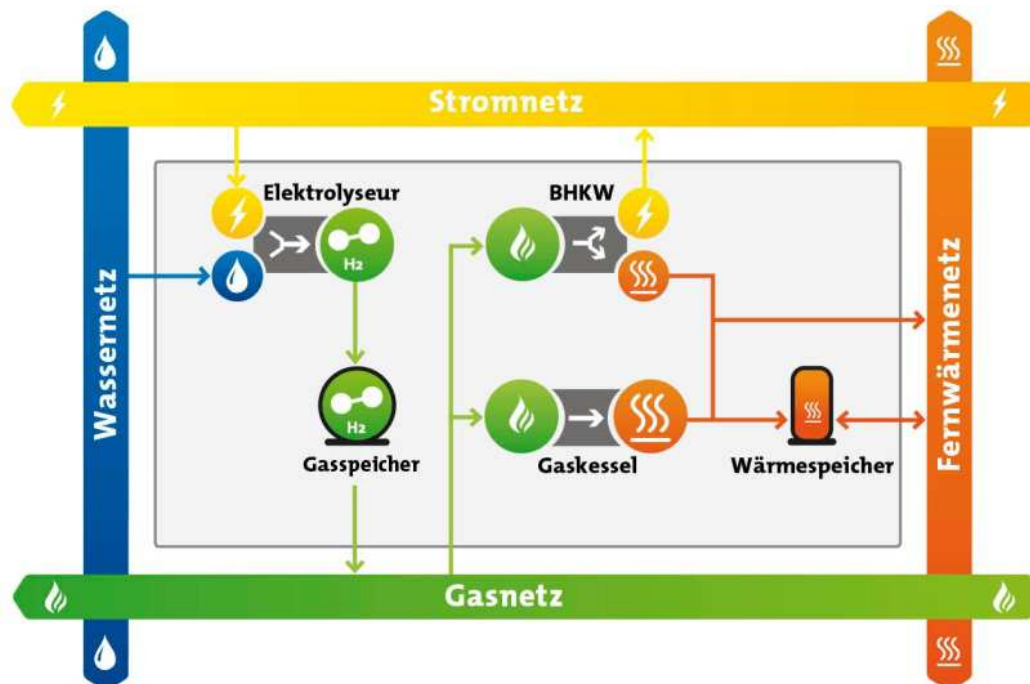 Stromnetz
Elektrolyseur
BHKW
H2
Wassernetz
Fernwärmenetz
H2
Gasspeicher
Gaskessel
Wärmespeicher
Gasnetz